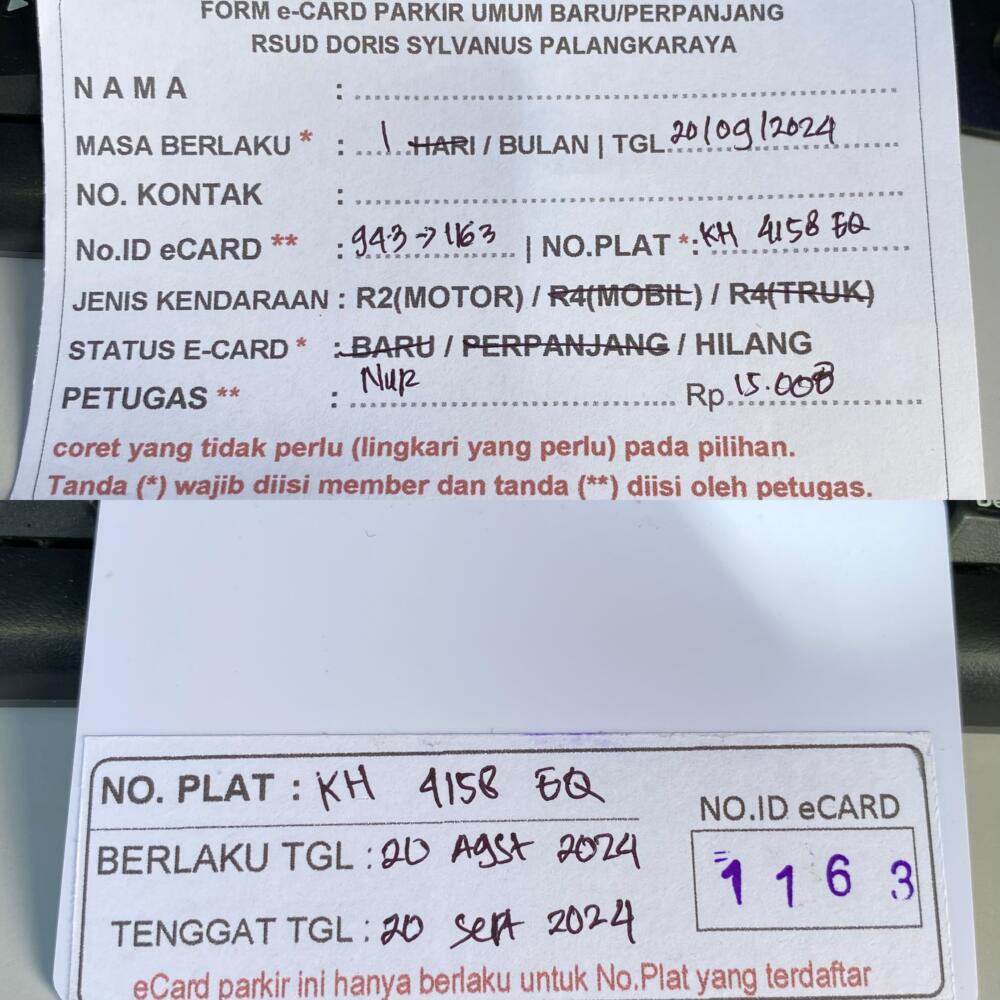 FORM e-CARD PARKIR UMUM BARU/PERPANJANG
RSUD DORIS SYLVANUS PALANGKARAYA
N A M A :
MASA BERLAKU * : 1 HARI / BULAN | TGL 20/09/2024
NO. KONTAK :
No.ID eCARD ** : 943->1163 | NO.PLAT *: KH 4158 EQ
JENIS KENDARAAN : R2(MOTOR) / R4(MOBIL) / R4(TRUK)
STATUS E-CARD * : BARU / PERPANJANG / HILANG
PETUGAS ** : Nur Rp 15.000
coret yang tidak perlu (lingkari yang perlu) pada pilihan.
Tanda (*) wajib diisi member dan tanda (**) diisi oleh petugas.
NO. PLAT : KH 4158 EQ
BERLAKU TGL : 20 Agst 2024
TENGGAT TGL : 20 Sept 2024
NO.ID eCARD
1163
eCard parkir ini hanya berlaku untuk No.Plat yang terdaftar